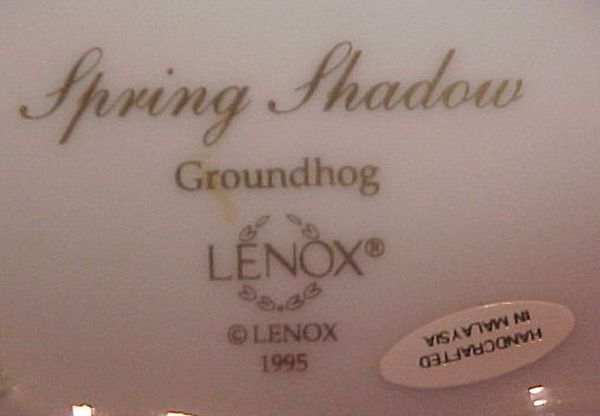 Spring Shadow
Groundhog
LENOX®
© LENOX
1995
HANDCRAFTED
IN MALAYSIA